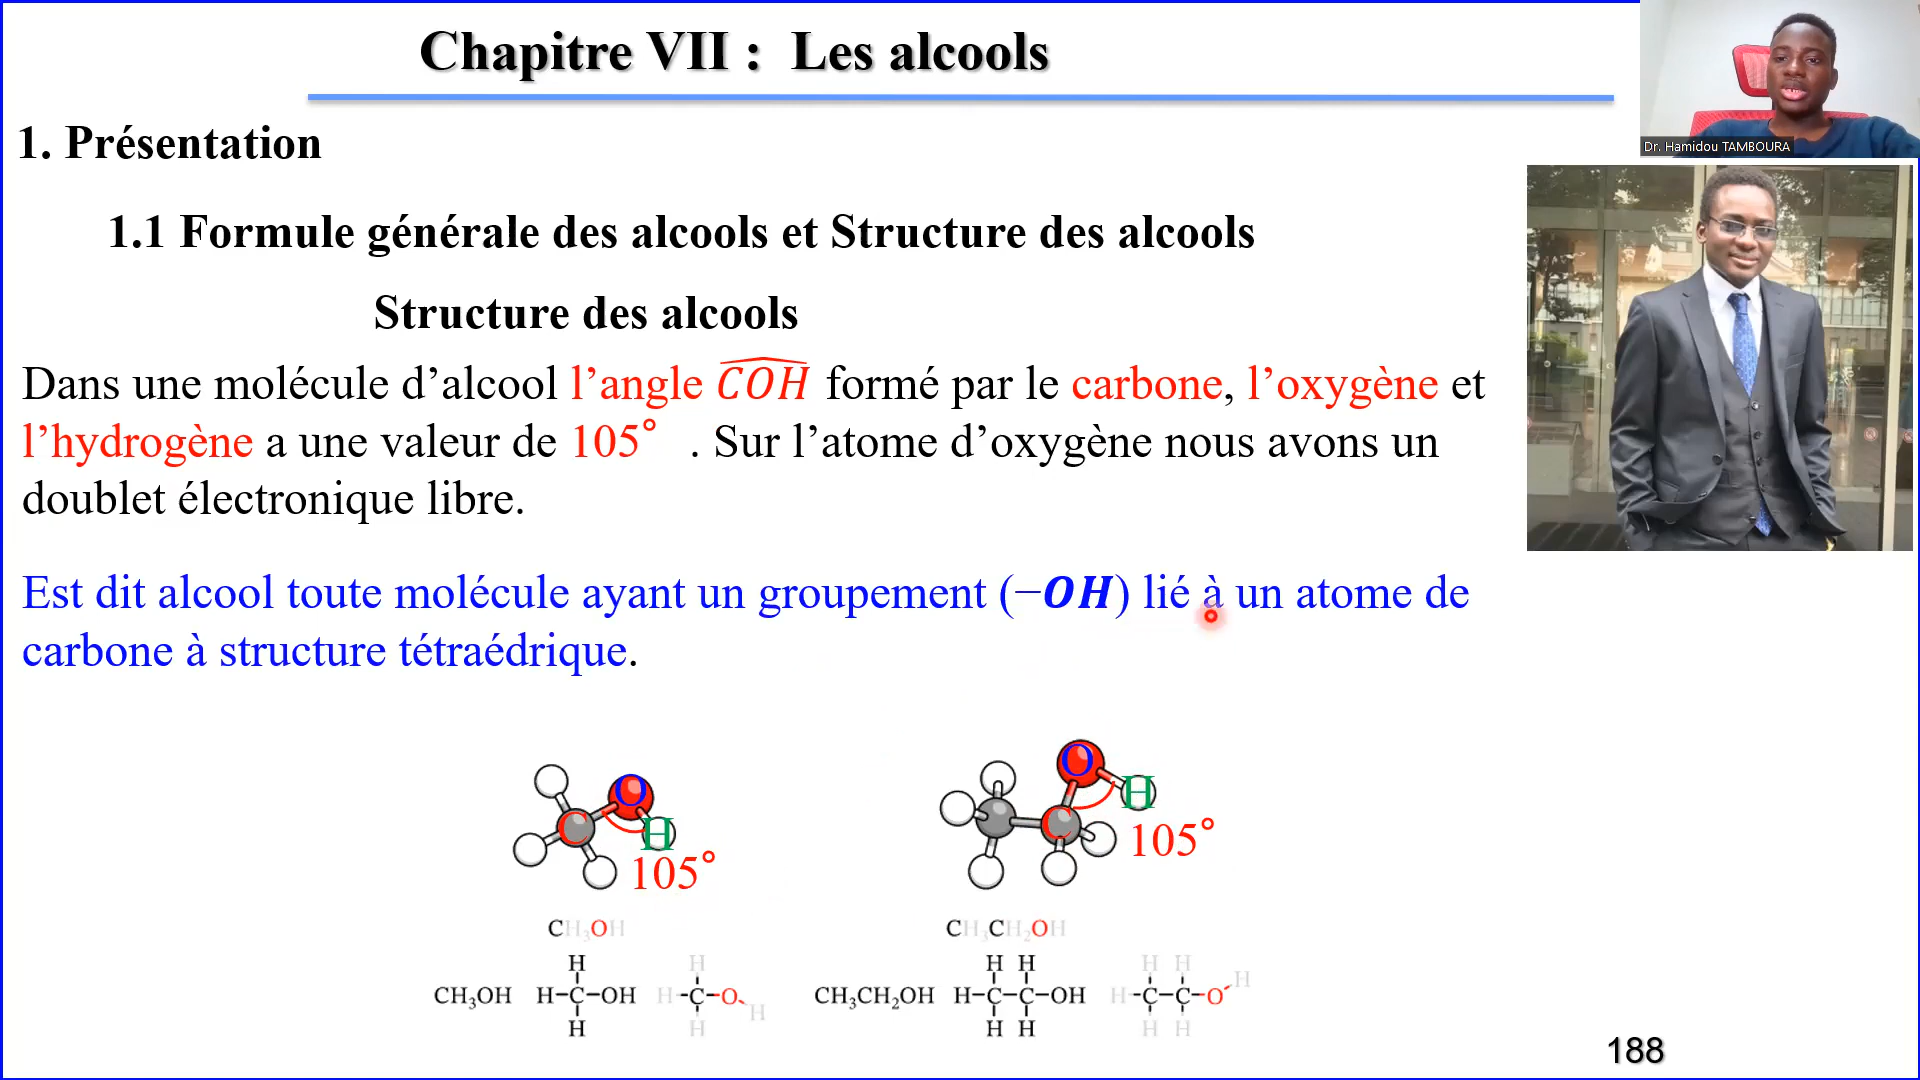 Chapitre VII : Les alcools
Dr. Hamidou TAMBOURA
1. Présentation
1.1 Formule générale des alcools et Structure des alcools
Structure des alcools
Dans une molécule d’alcool l’angle COH formé par le carbone, l’oxygène et
l’hydrogène a une valeur de 105° . Sur l’atome d’oxygène nous avons un
doublet électronique libre.
Est dit alcool toute molécule ayant un groupement (−OH) lié à un atome de
carbone à structure tétraédrique.
O
C
H
105°
O
C
H
105°
CH₃OH
CH₃CH₂OH
H
H
H H
H H
CH₃OH H−C−OH H−C−O
CH₃CH₂OH H−C−C−OH H−C−C−O H
H
H
H
H H
H H
188